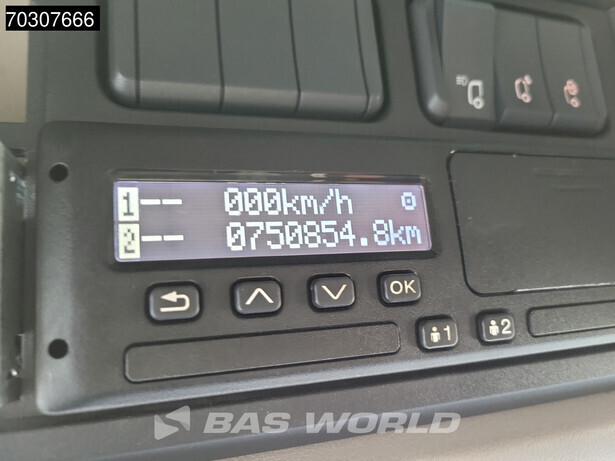 70307666
1 -- 000km/h
2 -- 0750854.8km
OK
1 2
BAS WORLD